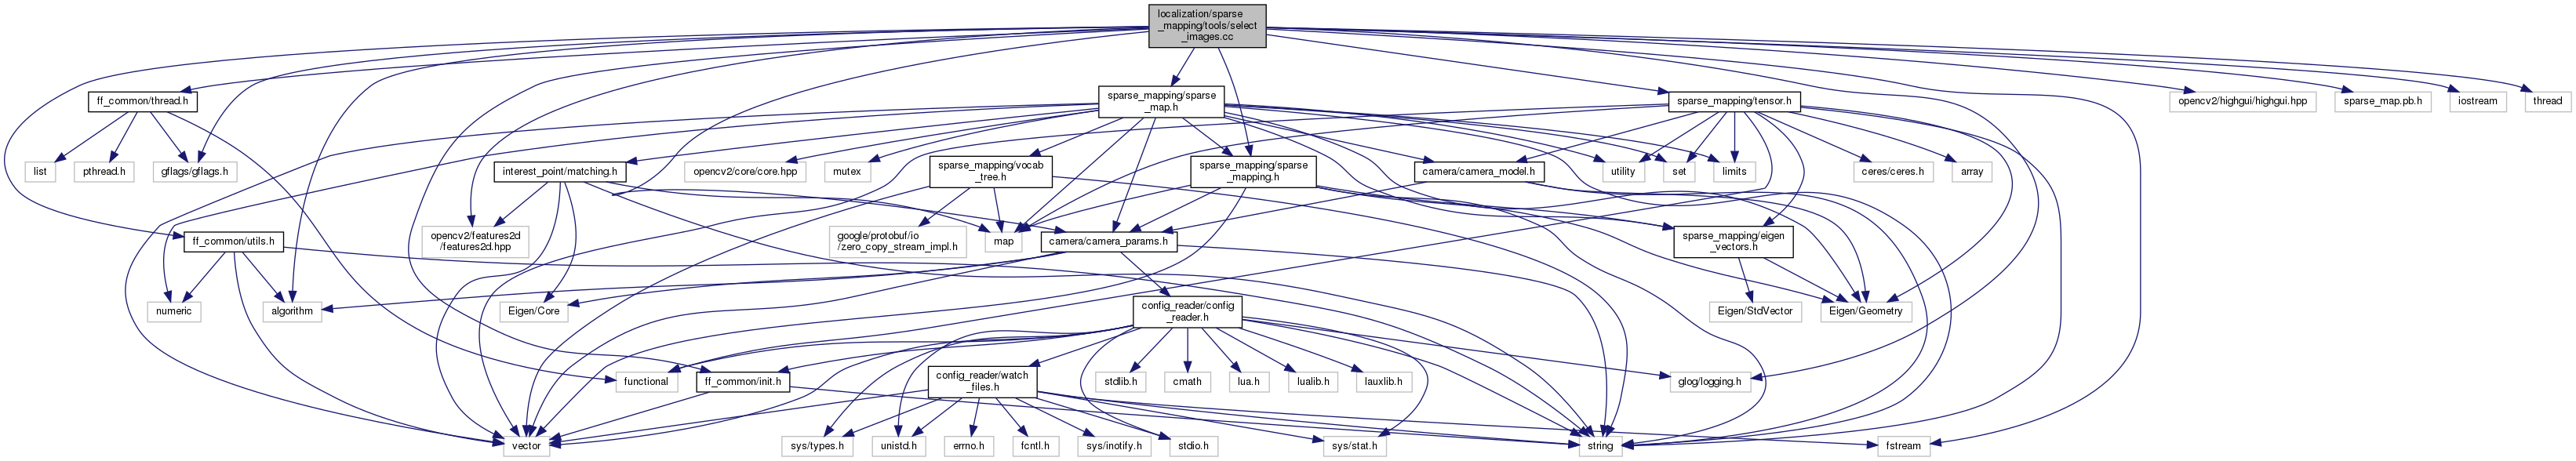 localization/sparse
_mapping/tools/select
_images.cc
ff_common/thread.h
sparse_mapping/sparse
_map.h
sparse_mapping/tensor.h
opencv2/highgui/highgui.hpp
sparse_map.pb.h
iostream
thread
list
pthread.h
gflags/gflags.h
interest_point/matching.h
opencv2/core/core.hpp
mutex
sparse_mapping/vocab
_tree.h
sparse_mapping/sparse
_mapping.h
camera/camera_model.h
utility
set
limits
ceres/ceres.h
array
ff_common/utils.h
opencv2/features2d
/features2d.hpp
google/protobuf/io
/zero_copy_stream_impl.h
map
camera/camera_params.h
sparse_mapping/eigen
_vectors.h
numeric
algorithm
Eigen/Core
config_reader/config
_reader.h
Eigen/StdVector
Eigen/Geometry
functional
ff_common/init.h
config_reader/watch
_files.h
stdlib.h
cmath
lua.h
lualib.h
lauxlib.h
glog/logging.h
vector
sys/types.h
unistd.h
errno.h
fcntl.h
sys/inotify.h
stdio.h
sys/stat.h
string
fstream